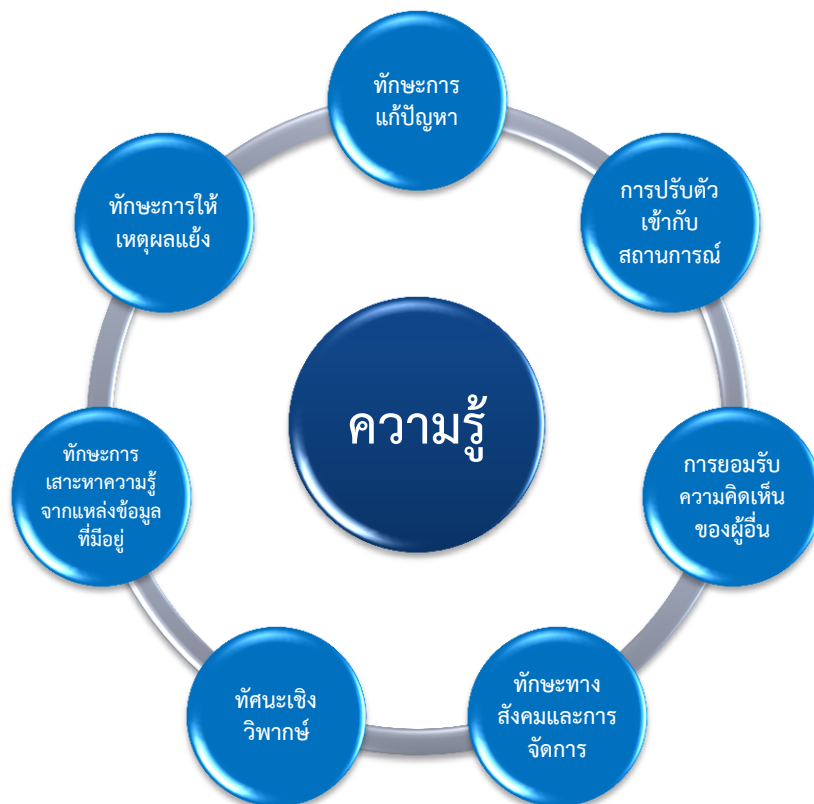 ทักษะการ
แก้ปัญหา
การปรับตัว
เข้ากับ
สถานการณ์
การยอมรับ
ความคิดเห็น
ของผู้อื่น
ทักษะทาง
สังคมและการ
จัดการ
ทัศนะเชิง
วิพากษ์
ทักษะการ
เสาะหาความรู้
จากแหล่งข้อมูล
ที่มีอยู่
ทักษะการให้
เหตุผลแย้ง
ความรู้